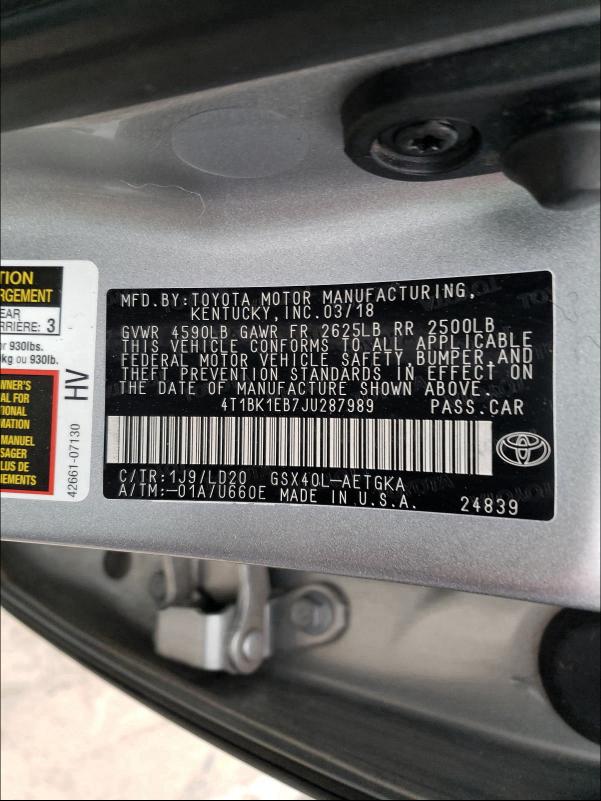 TION
RGEMENT
EAR
RRIÈRE: 3
or 930lbs.
kg ou 930lb.
WNER'S
AL FOR
TIONAL
MATION
MANUEL
SAGER
PLUS DE
TIONS
HV
42661-07130
MFD.BY:TOYOTA MOTOR MANUFACTURING,
KENTUCKY,INC.03/18
GVWR 4590LB GAWR FR 2625LB RR 2500LB
THIS VEHICLE CONFORMS TO ALL APPLICABLE
FEDERAL MOTOR VEHICLE SAFETY,BUMPER,AND
THEFT PREVENTION STANDARDS IN EFFECT ON
THE DATE OF MANUFACTURE SHOWN ABOVE.
4T1BK1EB7JU287989 PASS.CAR
C/TR:1J9/LD20 GSX40L-AETGKA
A/TM:-01A/U660E MADE IN U.S.A. 24839